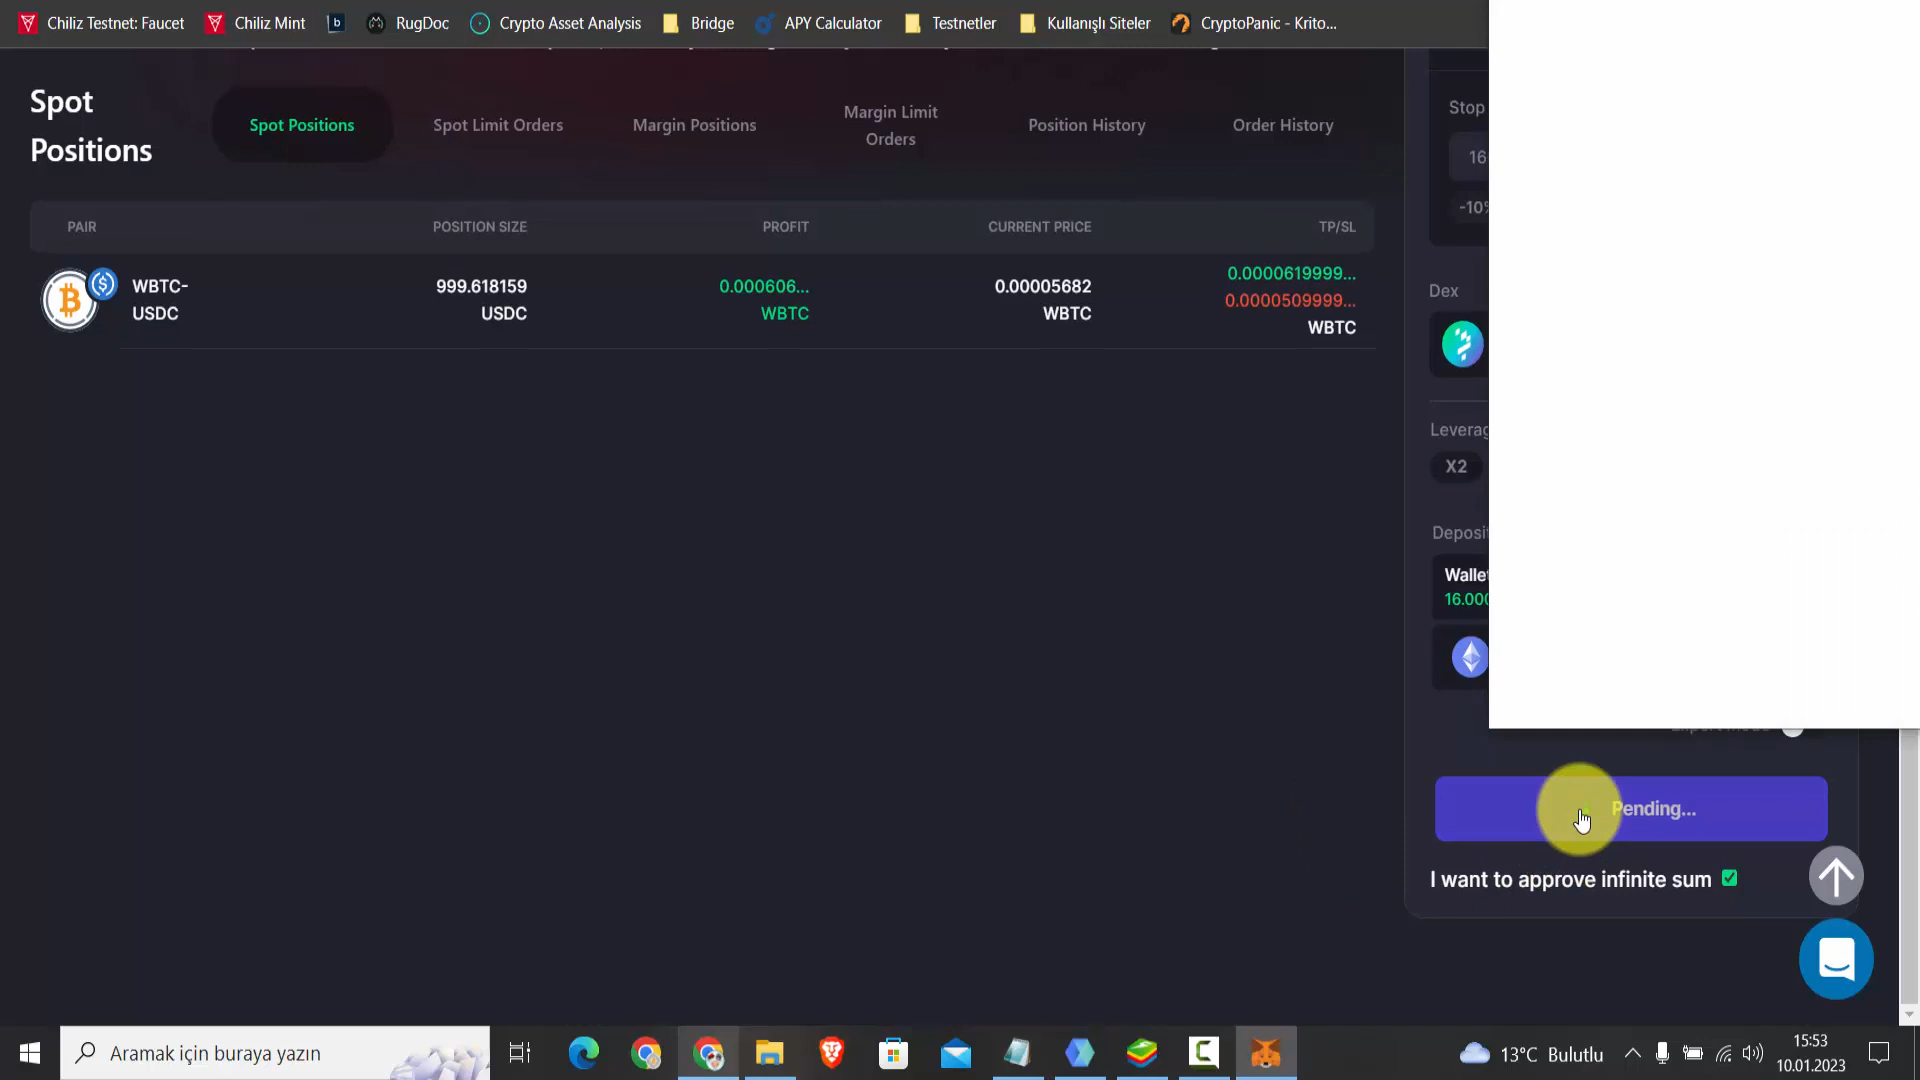 Chiliz Testnet: Faucet
Chiliz Mint
b
RugDoc
Crypto Asset Analysis
Bridge
APY Calculator
Testnetler
Kullanışlı Siteler
CryptoPanic - Krito...
Spot
Positions
Spot Positions
Spot Limit Orders
Margin Positions
Margin Limit
Orders
Position History
Order History
PAIR
POSITION SIZE
PROFIT
CURRENT PRICE
TP/SL
WBTC-
USDC
999.618159
USDC
0.000606...
WBTC
0.00005682
WBTC
0.0000619999...
0.0000509999...
WBTC
Stop
16
-10%
Dex
X2
16.000
Pending...
I want to approve infinite sum
Aramak için buraya yazın
13°C Bulutlu
15:53
10.01.2023